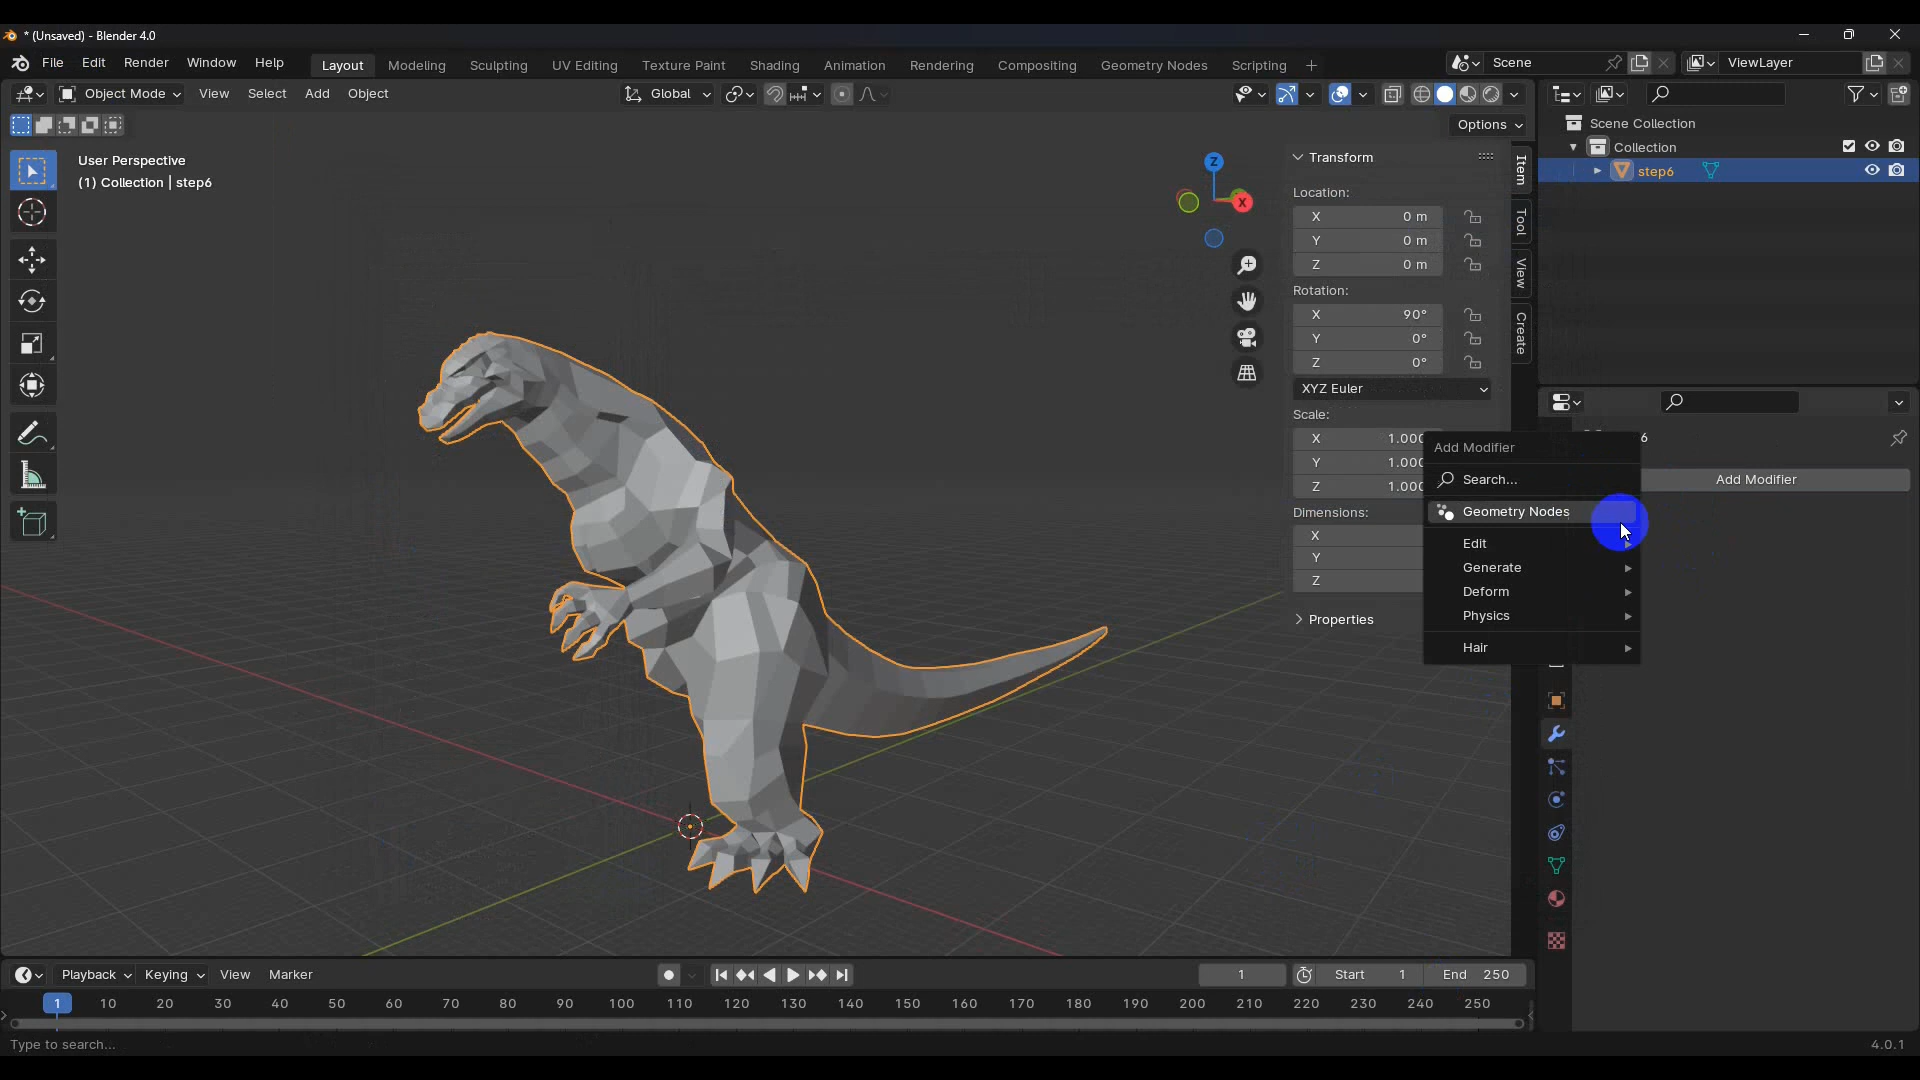 * (Unsaved) - Blender 4.0
File Edit Render Window Help Layout Modeling Sculpting UV Editing Texture Paint Shading Animation Rendering Compositing Geometry Nodes Scripting + Scene ViewLayer
Object Mode View Select Add Object Global
Options
User Perspective
(1) Collection | step6
Z
X
Transform
Location:
X 0 m
Y 0 m
Z 0 m
Rotation:
X 90°
Y 0°
Z 0°
XYZ Euler
Scale:
X 1.000
Y 1.000
Z 1.000
Dimensions:
X
Y
Z
Properties
Item
Tool
View
Create
Scene Collection
Collection
step6
6
Add Modifier
Add Modifier
Search...
Geometry Nodes
Edit
Generate
Deform
Physics
Hair
Playback Keying View Marker 1 Start 1 End 250
1 10 20 30 40 50 60 70 80 90 100 110 120 130 140 150 160 170 180 190 200 210 220 230 240 250
Type to search...
4.0.1